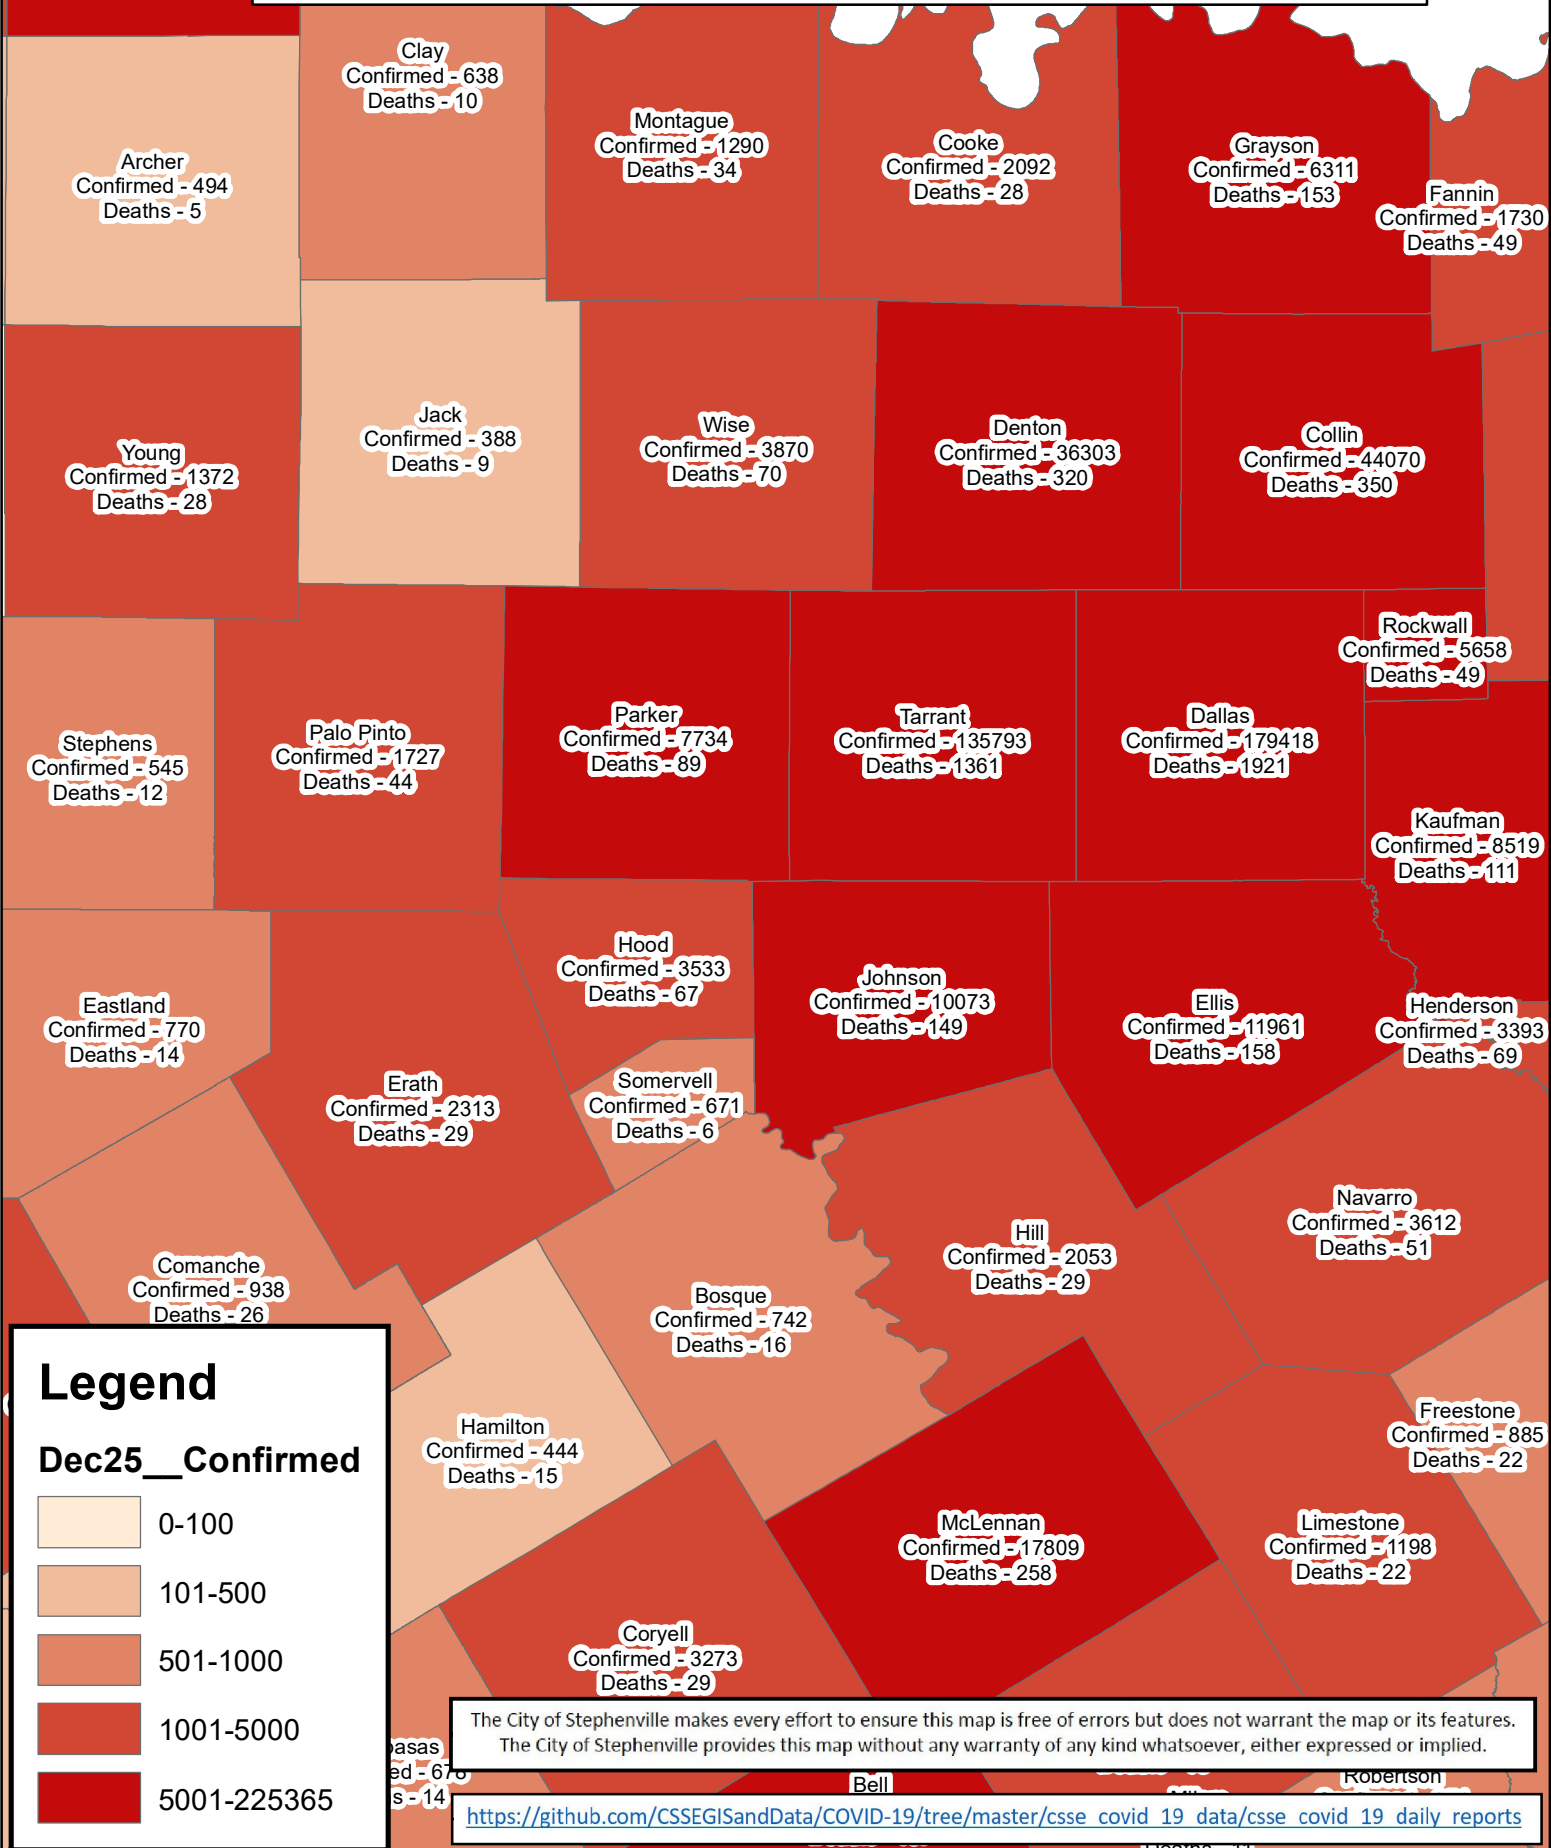 Clay
Confirmed - 638
Deaths - 10
Montague
Confirmed - 1290
Deaths - 34
Cooke
Confirmed - 2092
Deaths - 28
Grayson
Confirmed - 6311
Deaths - 153
Archer
Confirmed - 494
Deaths - 5
Fannin
Confirmed - 1730
Deaths - 49
Young
Confirmed - 1372
Deaths - 28
Jack
Confirmed - 388
Deaths - 9
Wise
Confirmed - 3870
Deaths - 70
Denton
Confirmed - 36303
Deaths - 320
Collin
Confirmed - 44070
Deaths - 350
Rockwall
Confirmed - 5658
Deaths - 49
Stephens
Confirmed - 545
Deaths - 12
Palo Pinto
Confirmed - 1727
Deaths - 44
Parker
Confirmed - 7734
Deaths - 89
Tarrant
Confirmed - 135793
Deaths - 1361
Dallas
Confirmed - 179418
Deaths - 1921
Kaufman
Confirmed - 8519
Deaths - 111
Eastland
Confirmed - 770
Deaths - 14
Hood
Confirmed - 3533
Deaths - 67
Johnson
Confirmed - 10073
Deaths - 149
Ellis
Confirmed - 11961
Deaths - 158
Henderson
Confirmed - 3393
Deaths - 69
Erath
Confirmed - 2313
Deaths - 29
Somervell
Confirmed - 671
Deaths - 6
Comanche
Confirmed - 938
Deaths - 26
Bosque
Confirmed - 742
Deaths - 16
Hill
Confirmed - 2053
Deaths - 29
Navarro
Confirmed - 3612
Deaths - 51
Hamilton
Confirmed - 444
Deaths - 15
Freestone
Confirmed - 885
Deaths - 22
McLennan
Confirmed - 17809
Deaths - 258
Limestone
Confirmed - 1198
Deaths - 22
Coryell
Confirmed - 3273
Deaths - 29
Legend
Dec25__Confirmed
0-100
101-500
501-1000
1001-5000
5001-225365
asas
ed - 678
s - 14
The City of Stephenville makes every effort to ensure this map is free of errors but does not warrant the map or its features.
The City of Stephenville provides this map without any warranty of any kind whatsoever, either expressed or implied.
Bell
Robertson
https://github.com/CSSEGISandData/COVID-19/tree/master/csse_covid_19_data/csse_covid_19_daily_reports